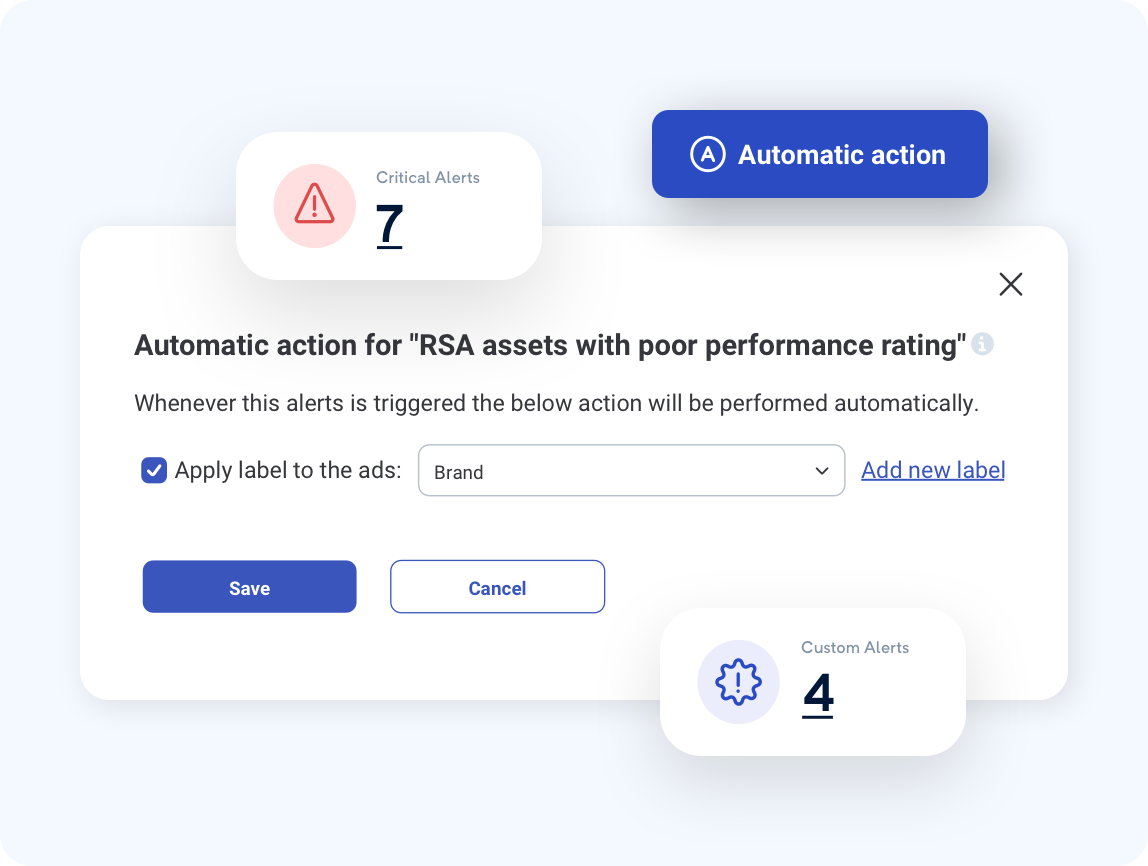 A Automatic action
Critical Alerts
7
Automatic action for "RSA assets with poor performance rating"
Whenever this alerts is triggered the below action will be performed automatically.
Apply label to the ads: Brand Add new label
Save Cancel
Custom Alerts
4